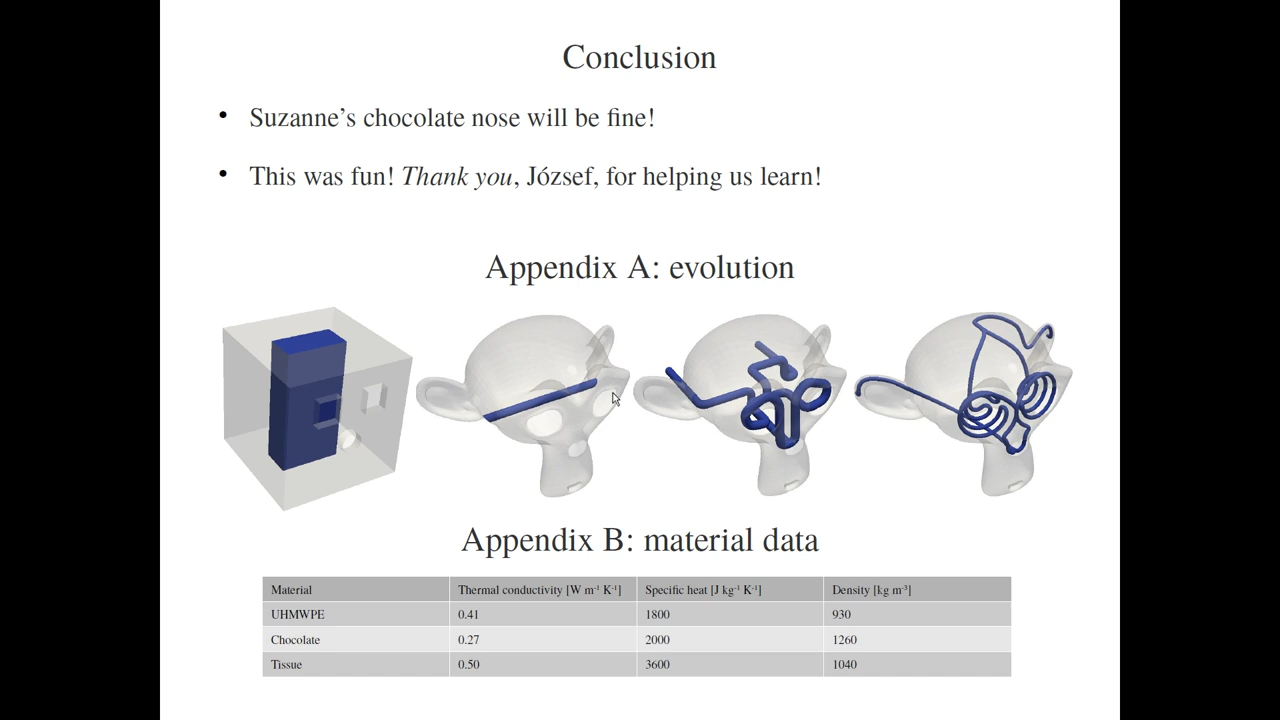 Conclusion
• Suzanne’s chocolate nose will be fine!
• This was fun! Thank you, József, for helping us learn!
Appendix A: evolution
Appendix B: material data
Material Thermal conductivity [W m⁻¹ K⁻¹] Specific heat [J kg⁻¹ K⁻¹] Density [kg m⁻³]
UHMWPE 0.41 1800 930
Chocolate 0.27 2000 1260
Tissue 0.50 3600 1040